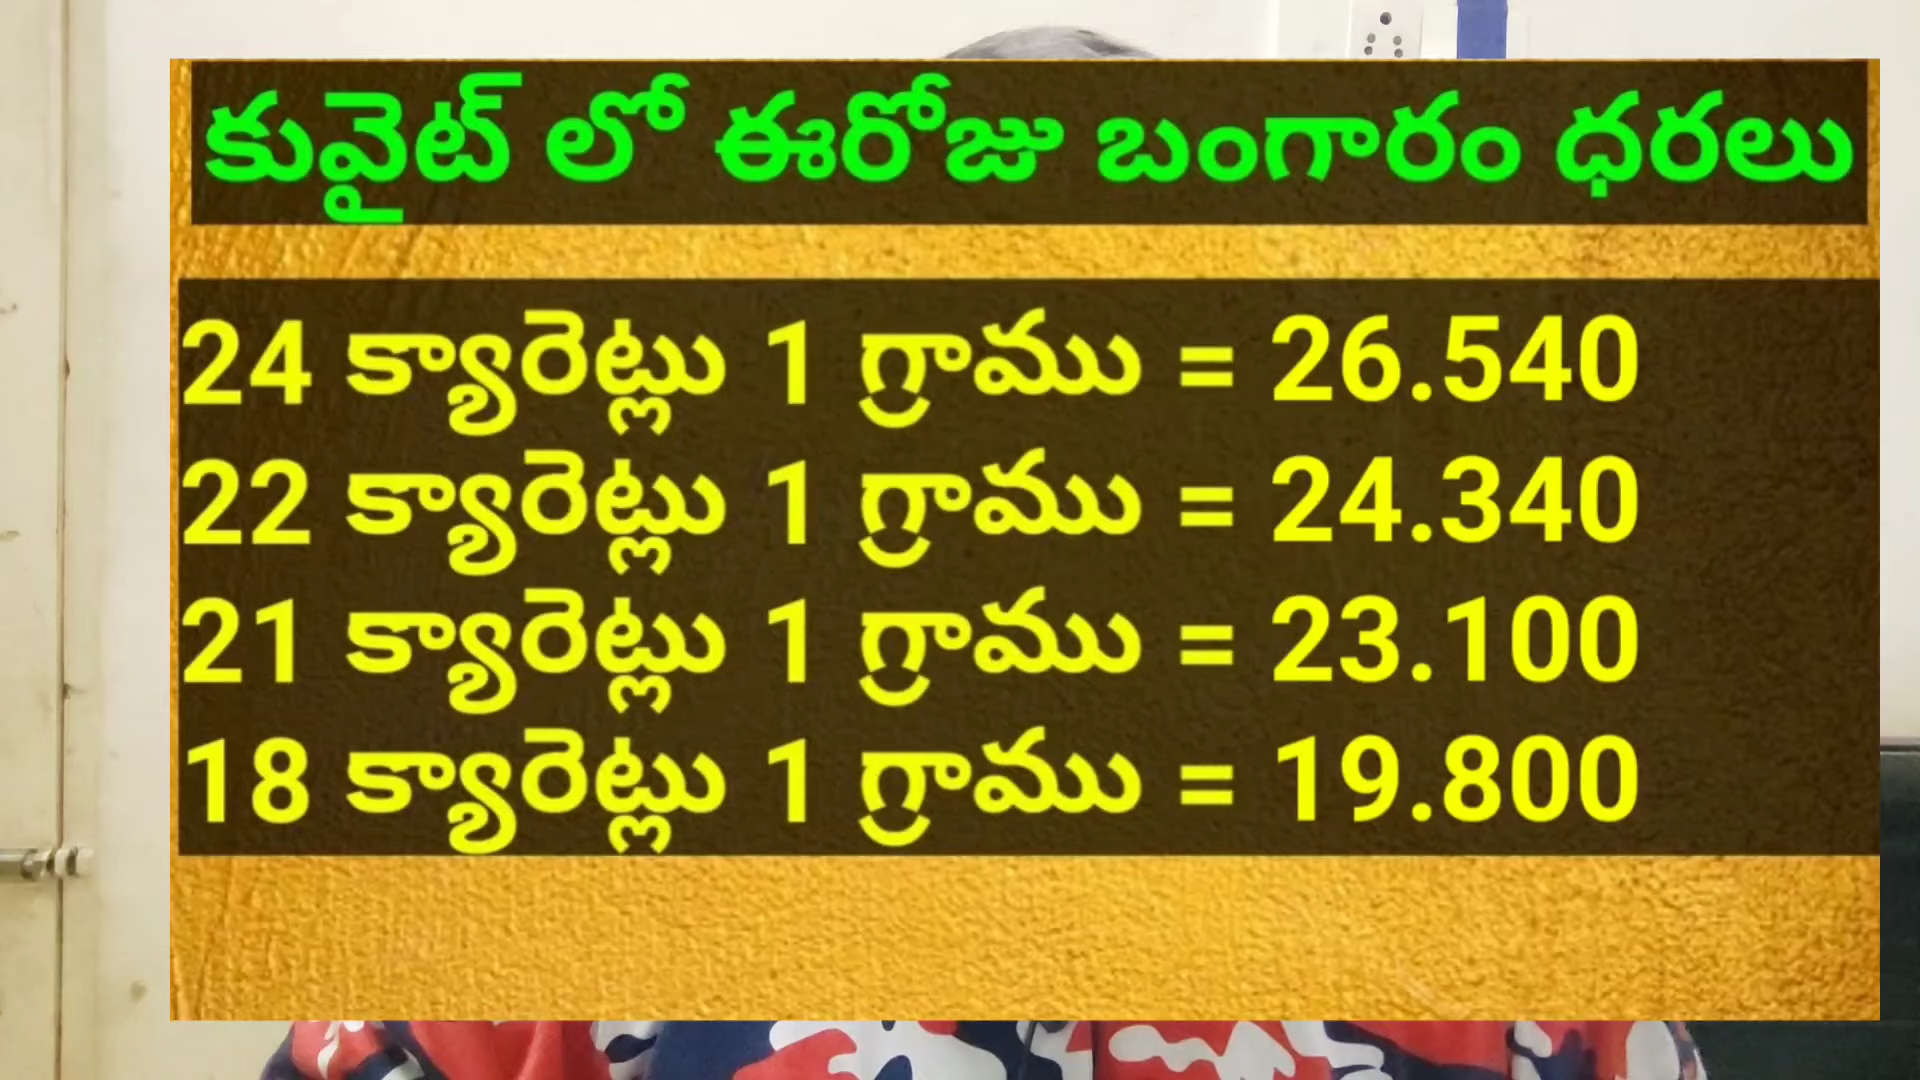 కువైట్ లో ఈరోజు బంగారం ధరలు
24 క్యారెట్లు 1 గ్రాము = 26.540
22 క్యారెట్లు 1 గ్రాము = 24.340
21 క్యారెట్లు 1 గ్రాము = 23.100
18 క్యారెట్లు 1 గ్రాము = 19.800